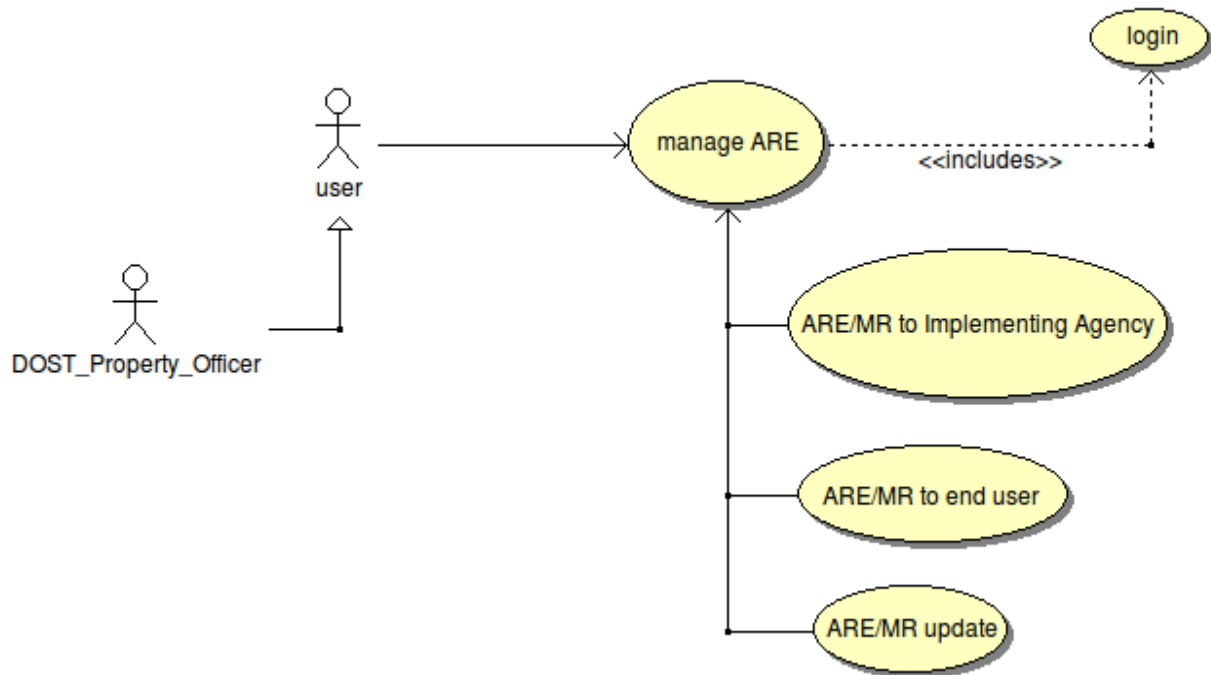 login
manage ARE
<<includes>>
user
ARE/MR to Implementing Agency
DOST_Property_Officer
ARE/MR to end user
ARE/MR update